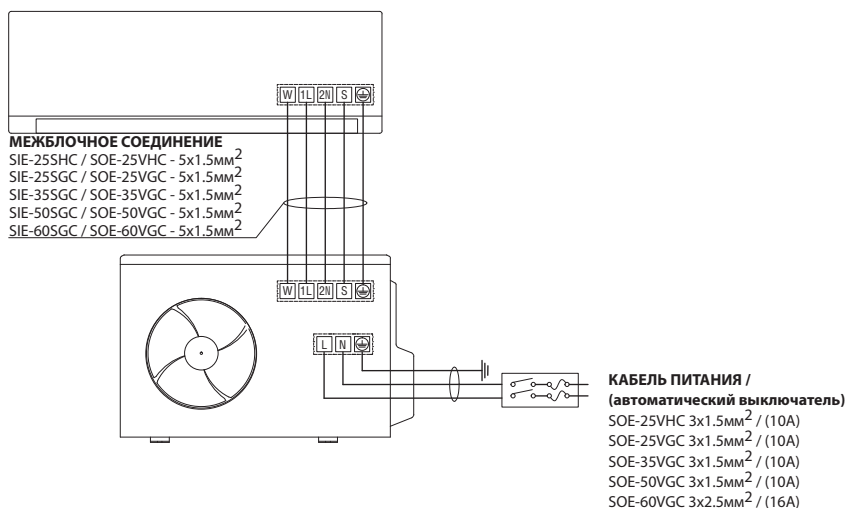 W 1L 2N S
МЕЖБЛОЧНОЕ СОЕДИНЕНИЕ
SIE-25SHC / SOE-25VHC - 5x1.5мм2
SIE-25SGC / SOE-25VGC - 5x1.5мм2
SIE-35SGC / SOE-35VGC - 5x1.5мм2
SIE-50SGC / SOE-50VGC - 5x1.5мм2
SIE-60SGC / SOE-60VGC - 5x1.5мм2
W 1L 2N S
L N
КАБЕЛЬ ПИТАНИЯ /
(автоматический выключатель)
SOE-25VHC 3x1.5мм2 / (10A)
SOE-25VGC 3x1.5мм2 / (10A)
SOE-35VGC 3x1.5мм2 / (10A)
SOE-50VGC 3x1.5мм2 / (10A)
SOE-60VGC 3x2.5мм2 / (16A)